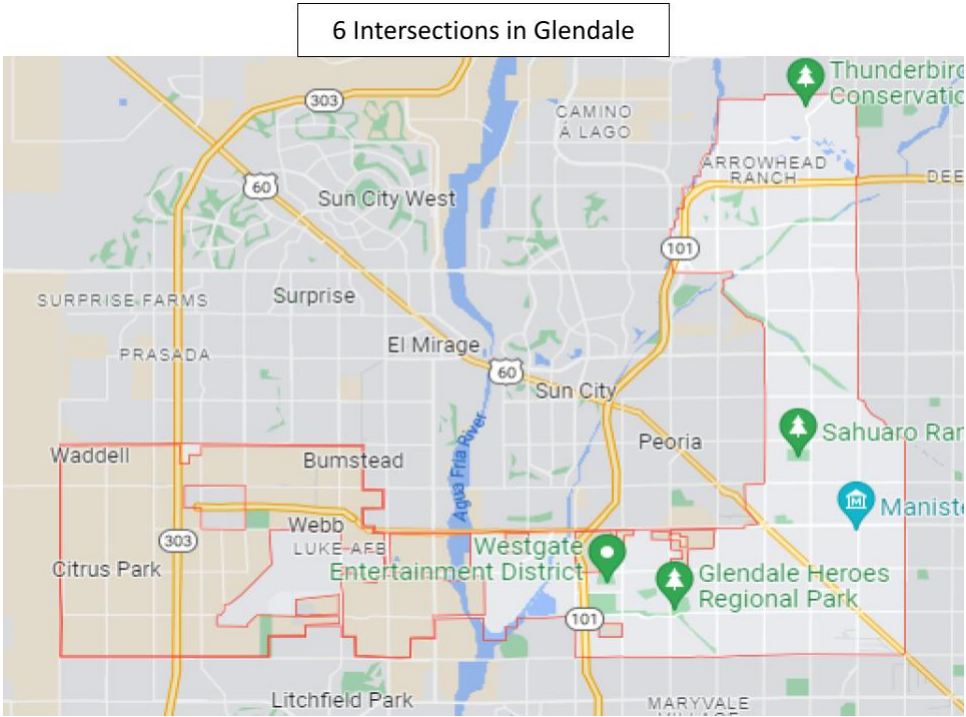 6 Intersections in Glendale
Thunderbird
Conservatio
303
CAMINO
Á LAGO
ARROWHEAD
RANCH
DEE
60
Sun City West
101
SURPRISE FARMS
Surprise
PRASADA
El Mirage
60
Sun City
Agua Fria River
Peoria
Sahuaro Ran
Waddell
Bumstead
Maniste
Webb
303
LUKE AFB
Westgate
Entertainment District
Citrus Park
Glendale Heroes
Regional Park
101
Litchfield Park
MARYVALE